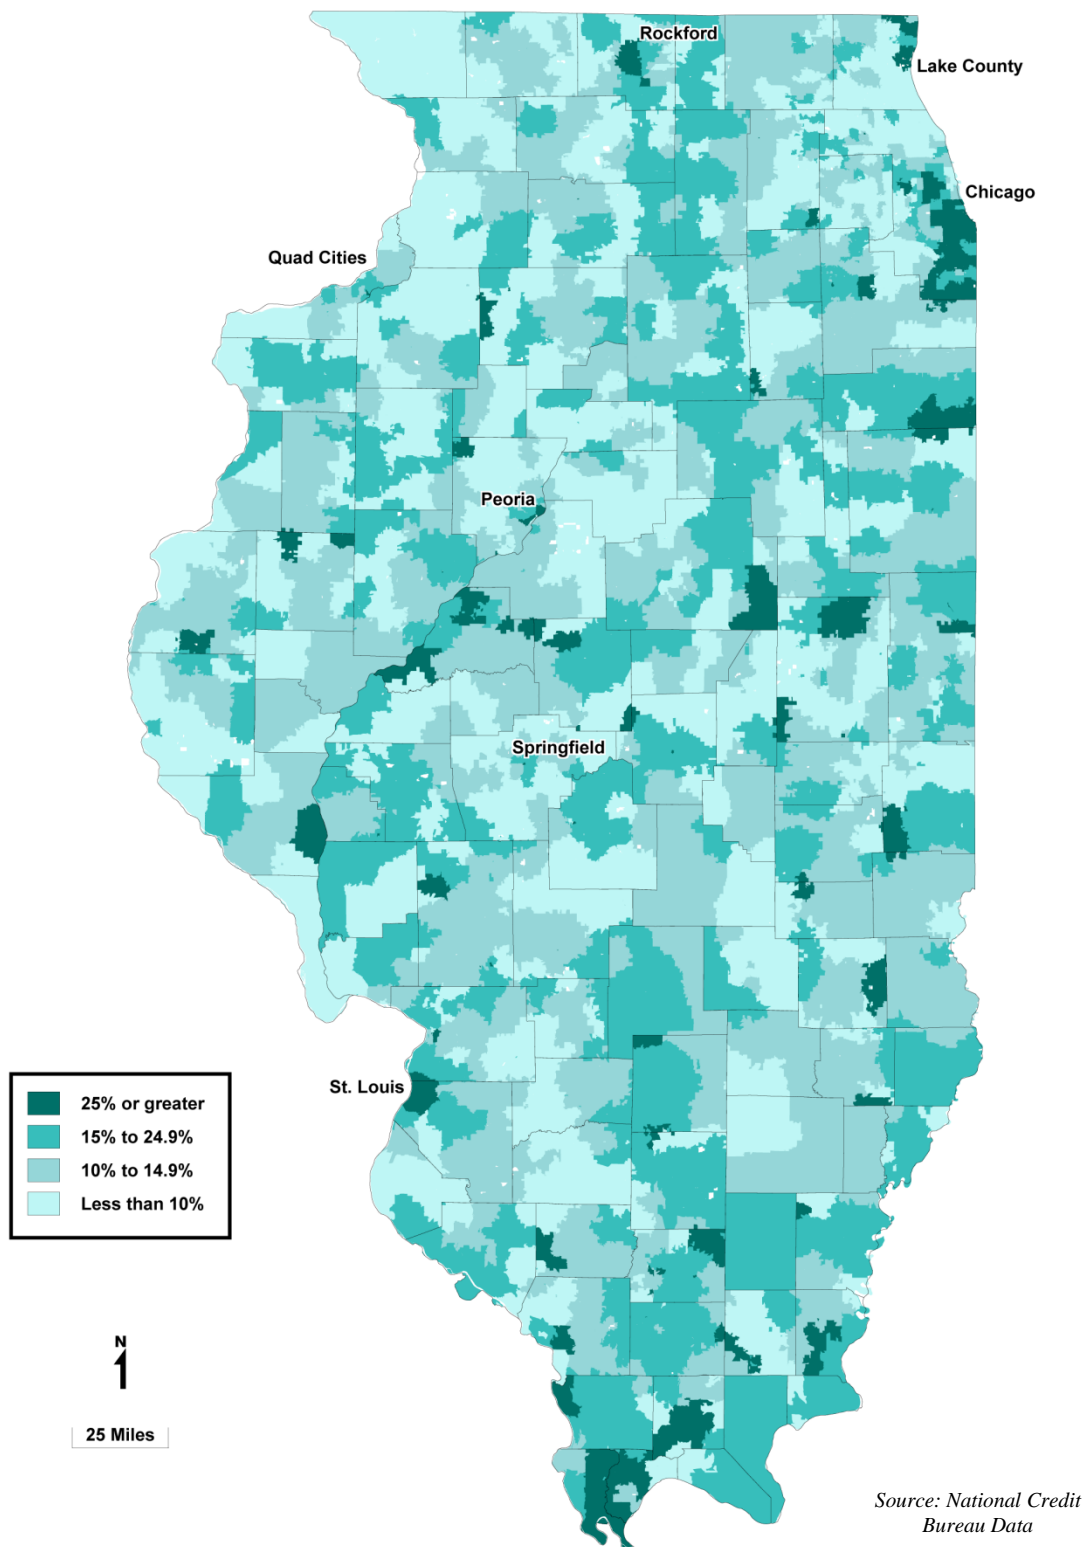 Rockford
Lake County
Chicago
Quad Cities
Peoria
Springfield
St. Louis
25% or greater
15% to 24.9%
10% to 14.9%
Less than 10%
N
25 Miles
Source: National Credit
Bureau Data